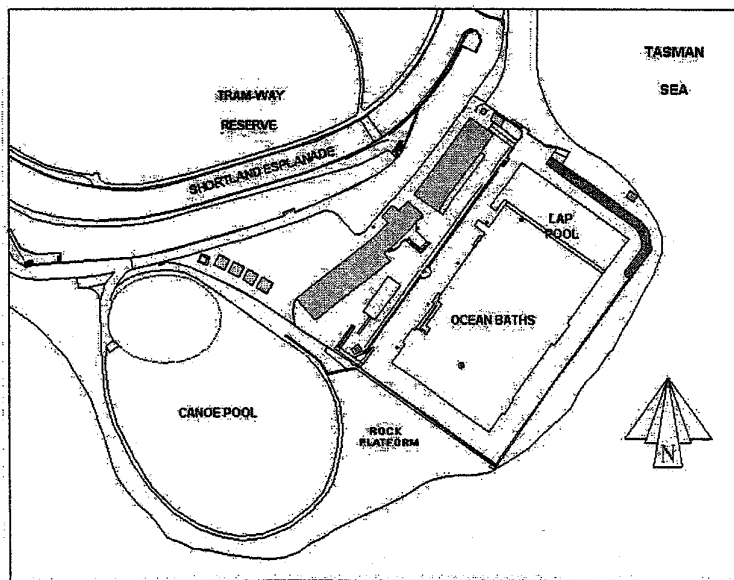 TASMAN
SEA
TRAM-WAY
RESERVE
SHORTLAND ESPLANADE
LAP
POOL
OCEAN BATHS
CANOE POOL
ROCK
PLATFORM
N